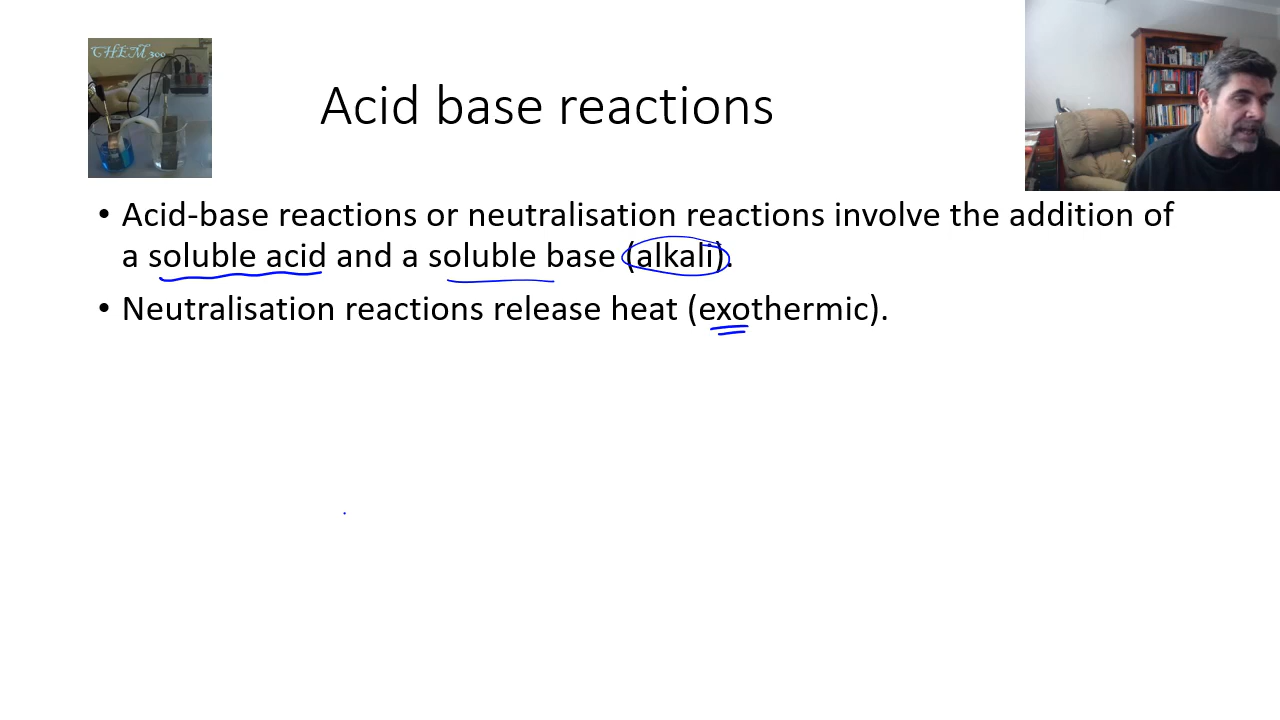 CHEM 300
Acid base reactions
• Acid-base reactions or neutralisation reactions involve the addition of
a soluble acid and a soluble base (alkali).
• Neutralisation reactions release heat (exothermic).